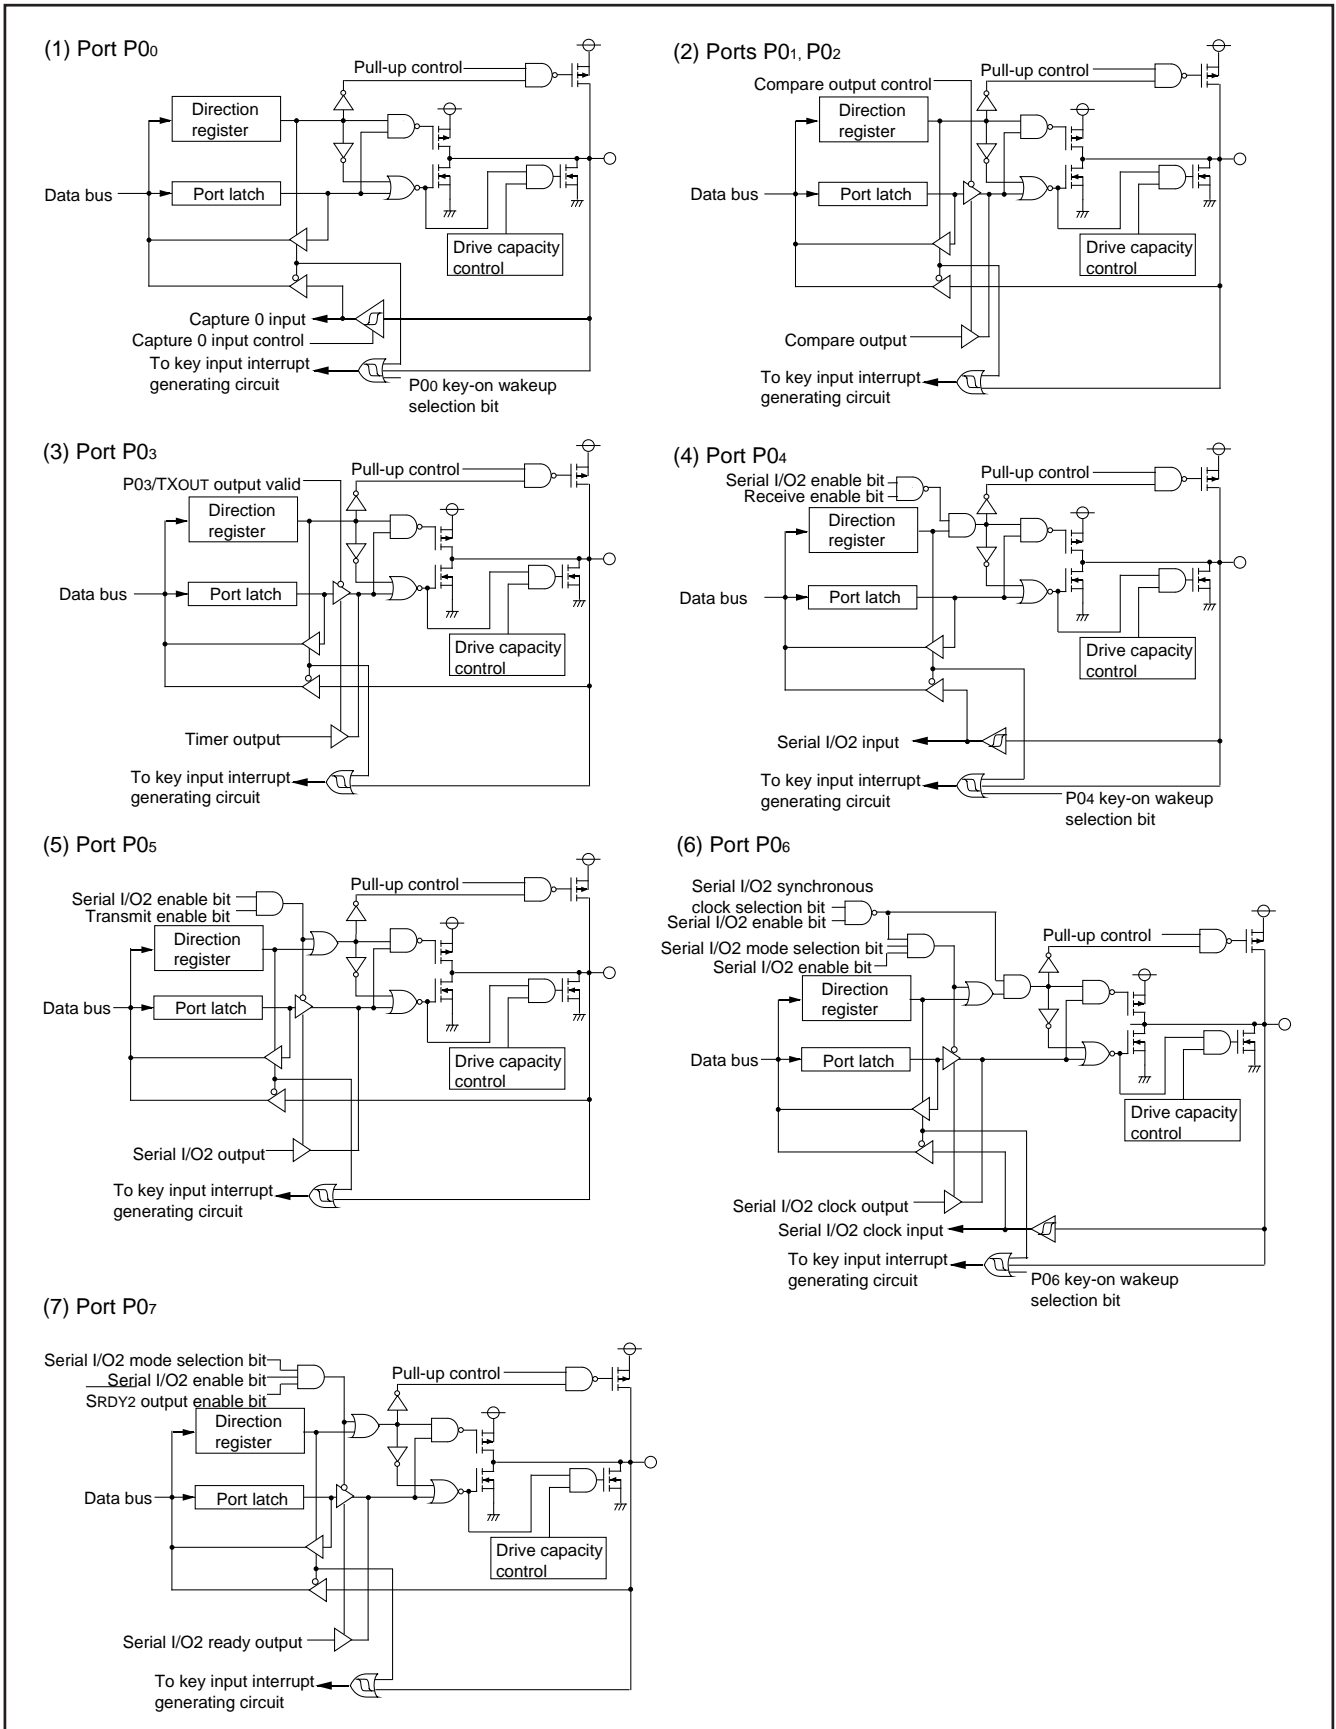 (1) Port P00
Pull-up control
Direction
register
Data bus
Port latch
Drive capacity
control
Capture 0 input
Capture 0 input control
To key input interrupt
generating circuit
P00 key-on wakeup
selection bit
(2) Ports P01, P02
Pull-up control
Compare output control
Direction
register
Data bus
Port latch
Drive capacity
control
Compare output
To key input interrupt
generating circuit
(3) Port P03
Pull-up control
P03/TXOUT output valid
Direction
register
Data bus
Port latch
Drive capacity
control
Timer output
To key input interrupt
generating circuit
(4) Port P04
Pull-up control
Serial I/O2 enable bit
Receive enable bit
Direction
register
Data bus
Port latch
Drive capacity
control
Serial I/O2 input
To key input interrupt
generating circuit
P04 key-on wakeup
selection bit
(5) Port P05
Pull-up control
Serial I/O2 enable bit
Transmit enable bit
Direction
register
Data bus
Port latch
Drive capacity
control
Serial I/O2 output
To key input interrupt
generating circuit
(6) Port P06
Serial I/O2 synchronous
clock selection bit
Serial I/O2 enable bit
Pull-up control
Serial I/O2 mode selection bit
Serial I/O2 enable bit
Direction
register
Data bus
Port latch
Drive capacity
control
Serial I/O2 clock output
Serial I/O2 clock input
To key input interrupt
generating circuit
P06 key-on wakeup
selection bit
(7) Port P07
Serial I/O2 mode selection bit
Pull-up control
Serial I/O2 enable bit
SRDY2 output enable bit
Direction
register
Data bus
Port latch
Drive capacity
control
Serial I/O2 ready output
To key input interrupt
generating circuit